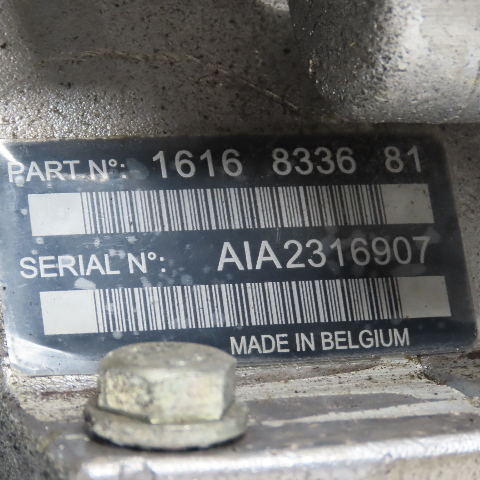 PART N°: 1616 8336 81
SERIAL N°: AIA2316907
MADE IN BELGIUM